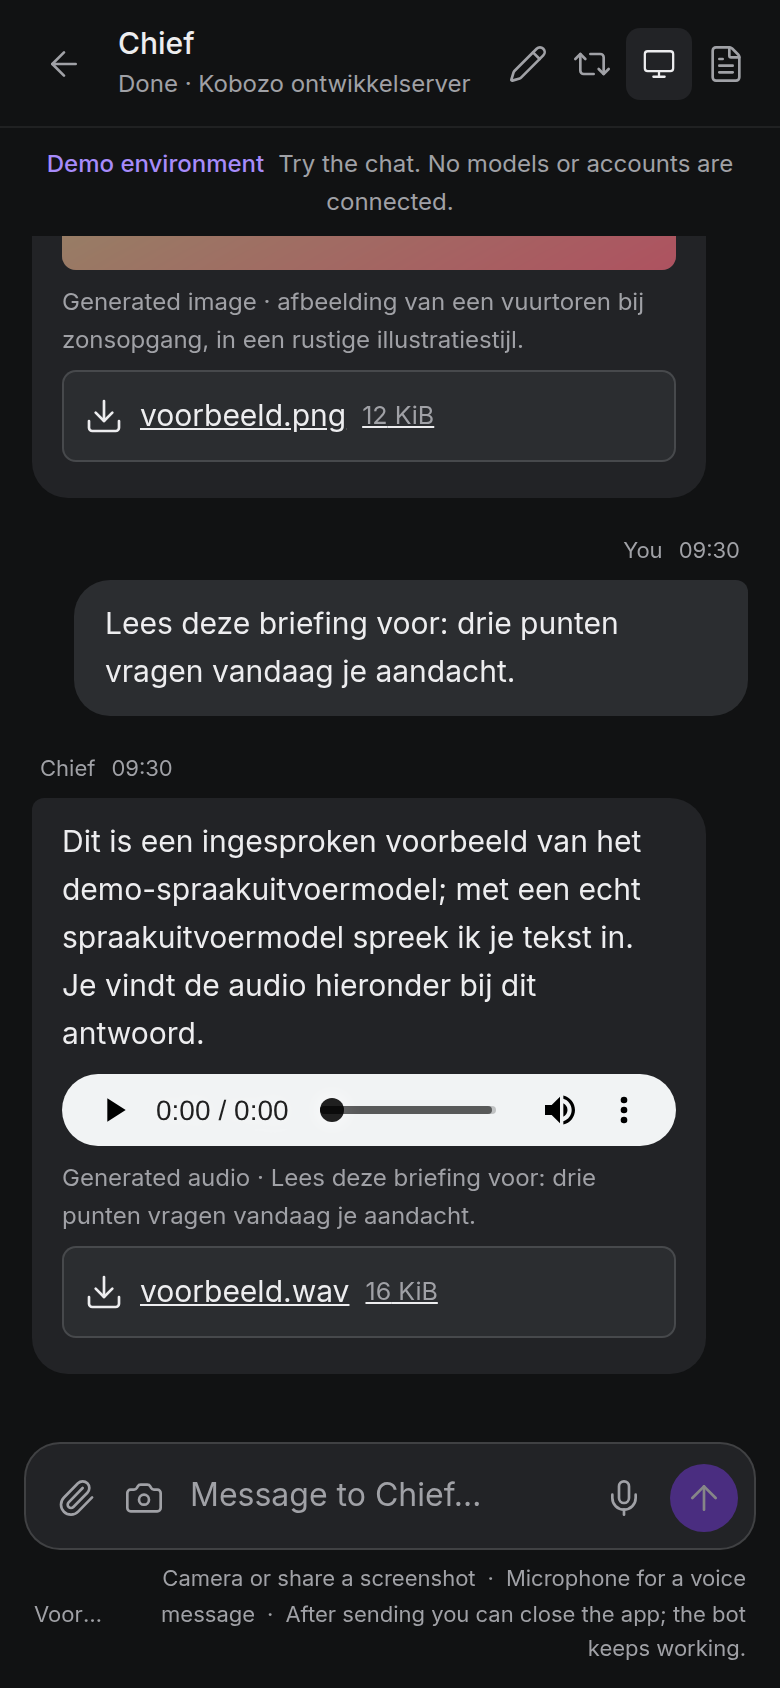 Chief
Done · Kobozo ontwikkelserver
Demo environment Try the chat. No models or accounts are
connected.
Generated image · afbeelding van een vuurtoren bij
zonsopgang, in een rustige illustratiestijl.
voorbeeld.png 12 KiB
You 09:30
Lees deze briefing voor: drie punten
vragen vandaag je aandacht.
Chief 09:30
Dit is een ingesproken voorbeeld van het
demo-spraakuitvoermodel; met een echt
spraakuitvoermodel spreek ik je tekst in.
Je vindt de audio hieronder bij dit
antwoord.
0:00 / 0:00
Generated audio · Lees deze briefing voor: drie
punten vragen vandaag je aandacht.
voorbeeld.wav 16 KiB
Message to Chief...
Voor...
Camera or share a screenshot · Microphone for a voice
message · After sending you can close the app; the bot
keeps working.